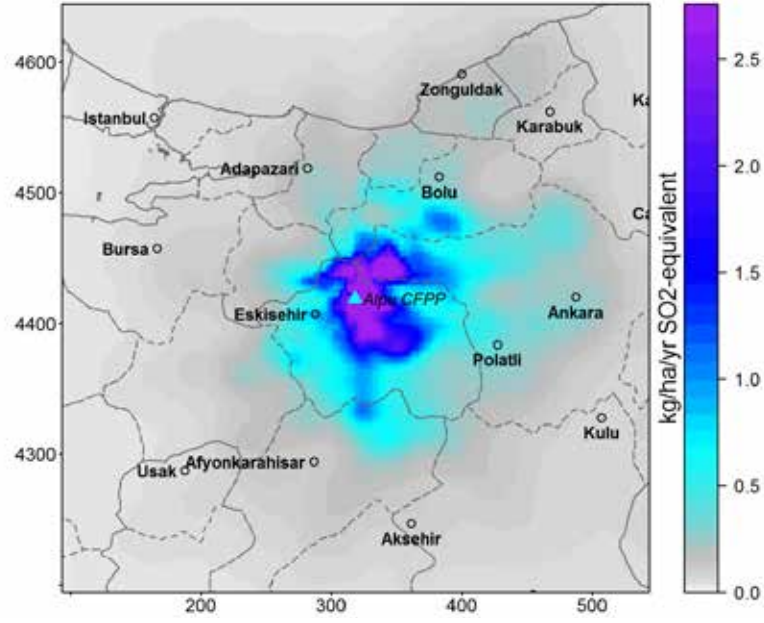 4600
4500
4400
4300
200
300
400
500
Zonguldak
Istanbul
Karabuk
Ka
Adapazari
Bolu
Ca
Bursa
Alpu CFPP
Eskisehir
Ankara
Polatli
Kulu
Afyonkarahisar
Usak
Aksehir
2.5
2.0
1.5
1.0
0.5
0.0
kg/ha/yr SO2-equivalent